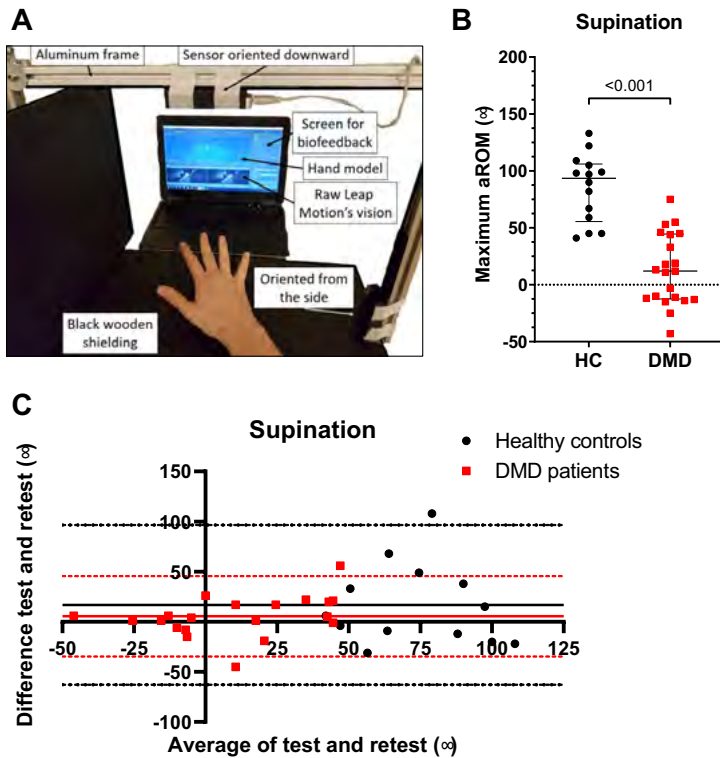 A
Aluminum frame
Sensor oriented downward
Screen for
biofeedback
Hand model
Raw Leap
Motion's vision
Oriented from
the side
Black wooden
shielding
B
Supination
<0.001
Maximum aROM (∞)
200
150
100
50
0
-50
HC
DMD
C
Supination
Healthy controls
DMD patients
Difference test and retest (∞)
150
100
50
-50
-100
-50
-25
0
25
50
75
100
125
Average of test and retest (∞)